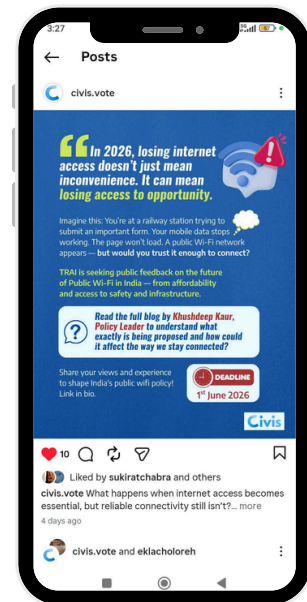 3:27
Posts
civis.vote
In 2026, losing internet
access doesn't just mean
inconvenience. It can mean
losing access to opportunity.
Imagine this: You're at a railway station trying to
submit an important form. Your mobile data stops
working. The page won't load. A public Wi-Fi network
appears — but would you trust it enough to connect?
TRAI is seeking public feedback on the future
of Public Wi-Fi in India — from affordability
and access to safety and infrastructure.
Read the full blog by Khushdeep Kaur,
Policy Leader to understand what
exactly is being proposed and how could
it affect the way we stay connected?
Share your views and experience
to shape India's public wifi policy!
Link in bio.
DEADLINE
1st June 2026
Civis
10
Liked by sukiratchabra and others
civis.vote What happens when internet access becomes
essential, but reliable connectivity still isn't?... more
4 days ago
civis.vote and eklacholoreh